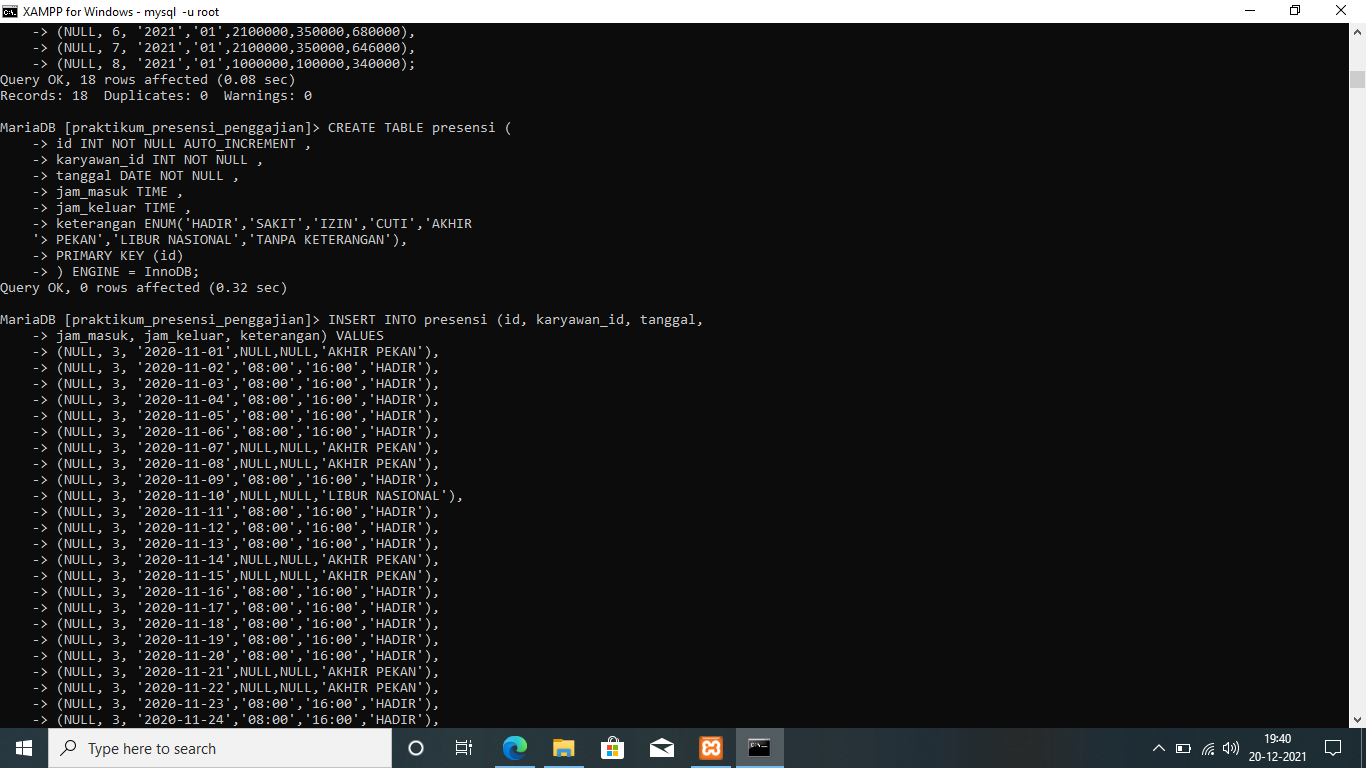 XAMPP for Windows - mysql  -u root
    -> (NULL, 6, '2021','01',2100000,350000,680000),
    -> (NULL, 7, '2021','01',2100000,350000,646000),
    -> (NULL, 8, '2021','01',1000000,100000,340000);
Query OK, 18 rows affected (0.08 sec)
Records: 18  Duplicates: 0  Warnings: 0

MariaDB [praktikum_presensi_penggajian]> CREATE TABLE presensi (
    -> id INT NOT NULL AUTO_INCREMENT ,
    -> karyawan_id INT NOT NULL ,
    -> tanggal DATE NOT NULL ,
    -> jam_masuk TIME ,
    -> jam_keluar TIME ,
    -> keterangan ENUM('HADIR','SAKIT','IZIN','CUTI','AKHIR
    '> PEKAN','LIBUR NASIONAL','TANPA KETERANGAN'),
    -> PRIMARY KEY (id)
    -> ) ENGINE = InnoDB;
Query OK, 0 rows affected (0.32 sec)

MariaDB [praktikum_presensi_penggajian]> INSERT INTO presensi (id, karyawan_id, tanggal,
    -> jam_masuk, jam_keluar, keterangan) VALUES
    -> (NULL, 3, '2020-11-01',NULL,NULL,'AKHIR PEKAN'),
    -> (NULL, 3, '2020-11-02','08:00','16:00','HADIR'),
    -> (NULL, 3, '2020-11-03','08:00','16:00','HADIR'),
    -> (NULL, 3, '2020-11-04','08:00','16:00','HADIR'),
    -> (NULL, 3, '2020-11-05','08:00','16:00','HADIR'),
    -> (NULL, 3, '2020-11-06','08:00','16:00','HADIR'),
    -> (NULL, 3, '2020-11-07',NULL,NULL,'AKHIR PEKAN'),
    -> (NULL, 3, '2020-11-08',NULL,NULL,'AKHIR PEKAN'),
    -> (NULL, 3, '2020-11-09','08:00','16:00','HADIR'),
    -> (NULL, 3, '2020-11-10',NULL,NULL,'LIBUR NASIONAL'),
    -> (NULL, 3, '2020-11-11','08:00','16:00','HADIR'),
    -> (NULL, 3, '2020-11-12','08:00','16:00','HADIR'),
    -> (NULL, 3, '2020-11-13','08:00','16:00','HADIR'),
    -> (NULL, 3, '2020-11-14',NULL,NULL,'AKHIR PEKAN'),
    -> (NULL, 3, '2020-11-15',NULL,NULL,'AKHIR PEKAN'),
    -> (NULL, 3, '2020-11-16','08:00','16:00','HADIR'),
    -> (NULL, 3, '2020-11-17','08:00','16:00','HADIR'),
    -> (NULL, 3, '2020-11-18','08:00','16:00','HADIR'),
    -> (NULL, 3, '2020-11-19','08:00','16:00','HADIR'),
    -> (NULL, 3, '2020-11-20','08:00','16:00','HADIR'),
    -> (NULL, 3, '2020-11-21',NULL,NULL,'AKHIR PEKAN'),
    -> (NULL, 3, '2020-11-22',NULL,NULL,'AKHIR PEKAN'),
    -> (NULL, 3, '2020-11-23','08:00','16:00','HADIR'),
    -> (NULL, 3, '2020-11-24','08:00','16:00','HADIR'),
Type here to search
19:40
20-12-2021